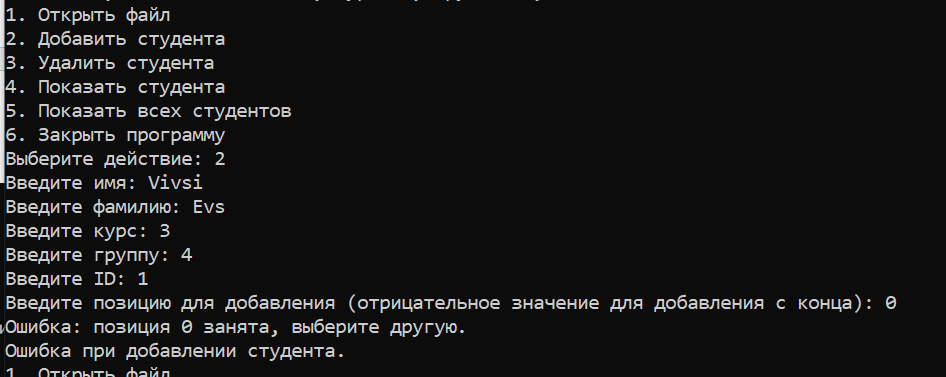 1. Открыть файл
2. Добавить студента
3. Удалить студента
4. Показать студента
5. Показать всех студентов
6. Закрыть программу
Выберите действие: 2
Введите имя: Vivsi
Введите фамилию: Evs
Введите курс: 3
Введите группу: 4
Введите ID: 1
Введите позицию для добавления (отрицательное значение для добавления с конца): 0
Ошибка: позиция 0 занята, выберите другую.
Ошибка при добавлении студента.
1. Открыть файл